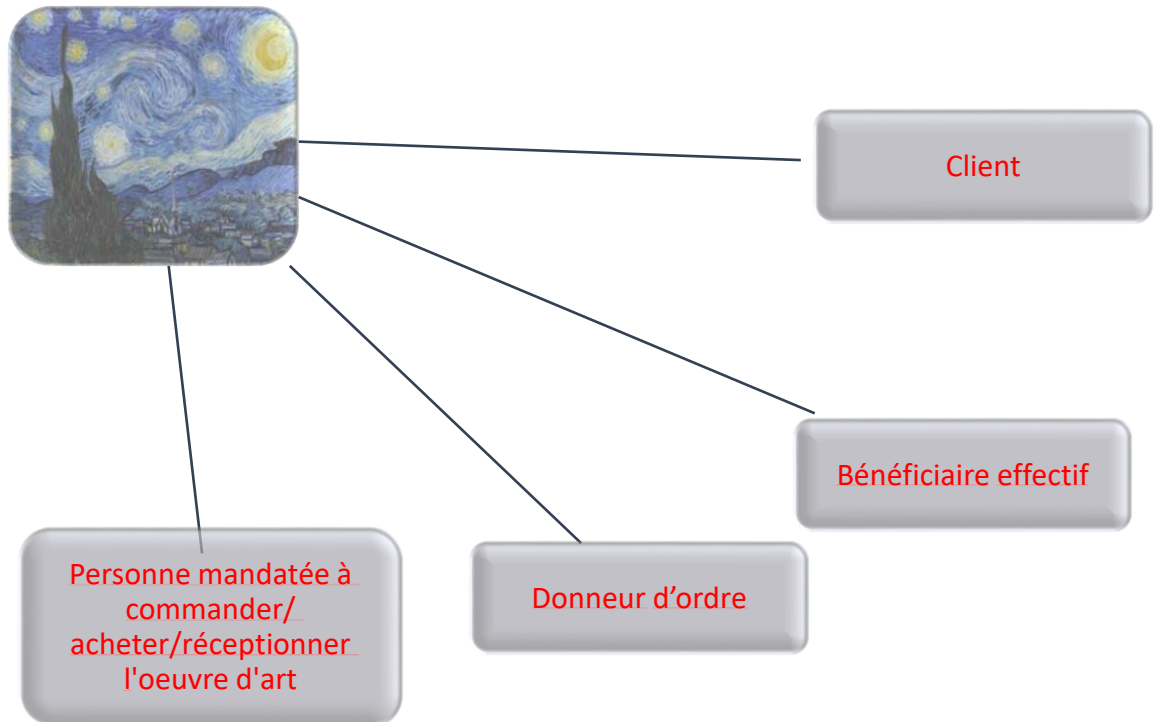 Client
Bénéficiaire effectif
Donneur d’ordre
Personne mandatée à
commander/
acheter/réceptionner
l'oeuvre d'art